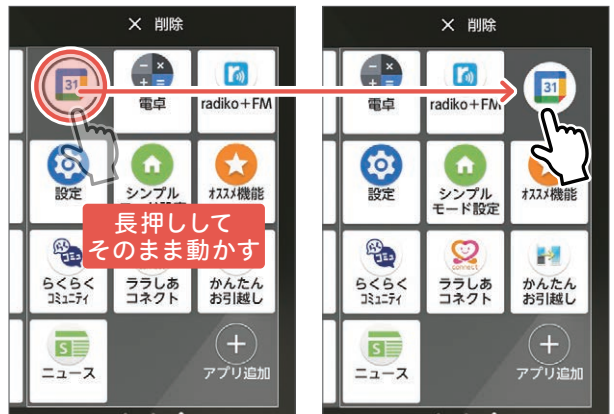 × 削除
31
電卓
radiko+FM
設定
シンプル
オススメ機能
長押しして
そのまま動かす
らくらく
コミュニティ
ララしあ
コネクト
かんたん
お引越し
S
ニュース
アプリ追加
× 削除
電卓
radiko+FM
31
設定
シンプル
モード設定
オススメ機能
らくらく
コミュニティ
connect
ララしあ
コネクト
かんたん
お引越し
S
ニュース
アプリ追加